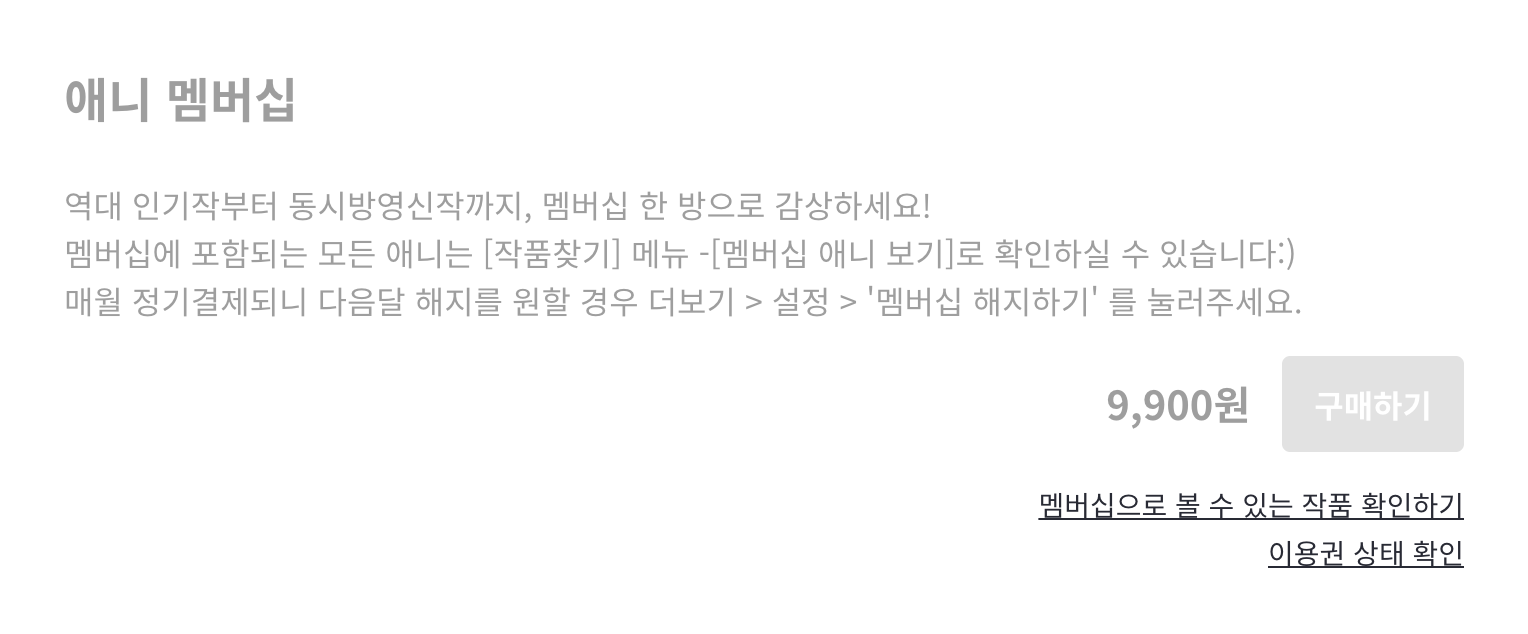 애니 멤버십
역대 인기작부터 동시방영신작까지, 멤버십 한 방으로 감상하세요!
멤버십에 포함되는 모든 애니는 [작품찾기] 메뉴 -[멤버십 애니 보기]로 확인하실 수 있습니다:)
매월 정기결제되니 다음달 해지를 원할 경우 더보기 > 설정 > '멤버십 해지하기' 를 눌러주세요.
9,900원 구매하기
멤버십으로 볼 수 있는 작품 확인하기
이용권 상태 확인